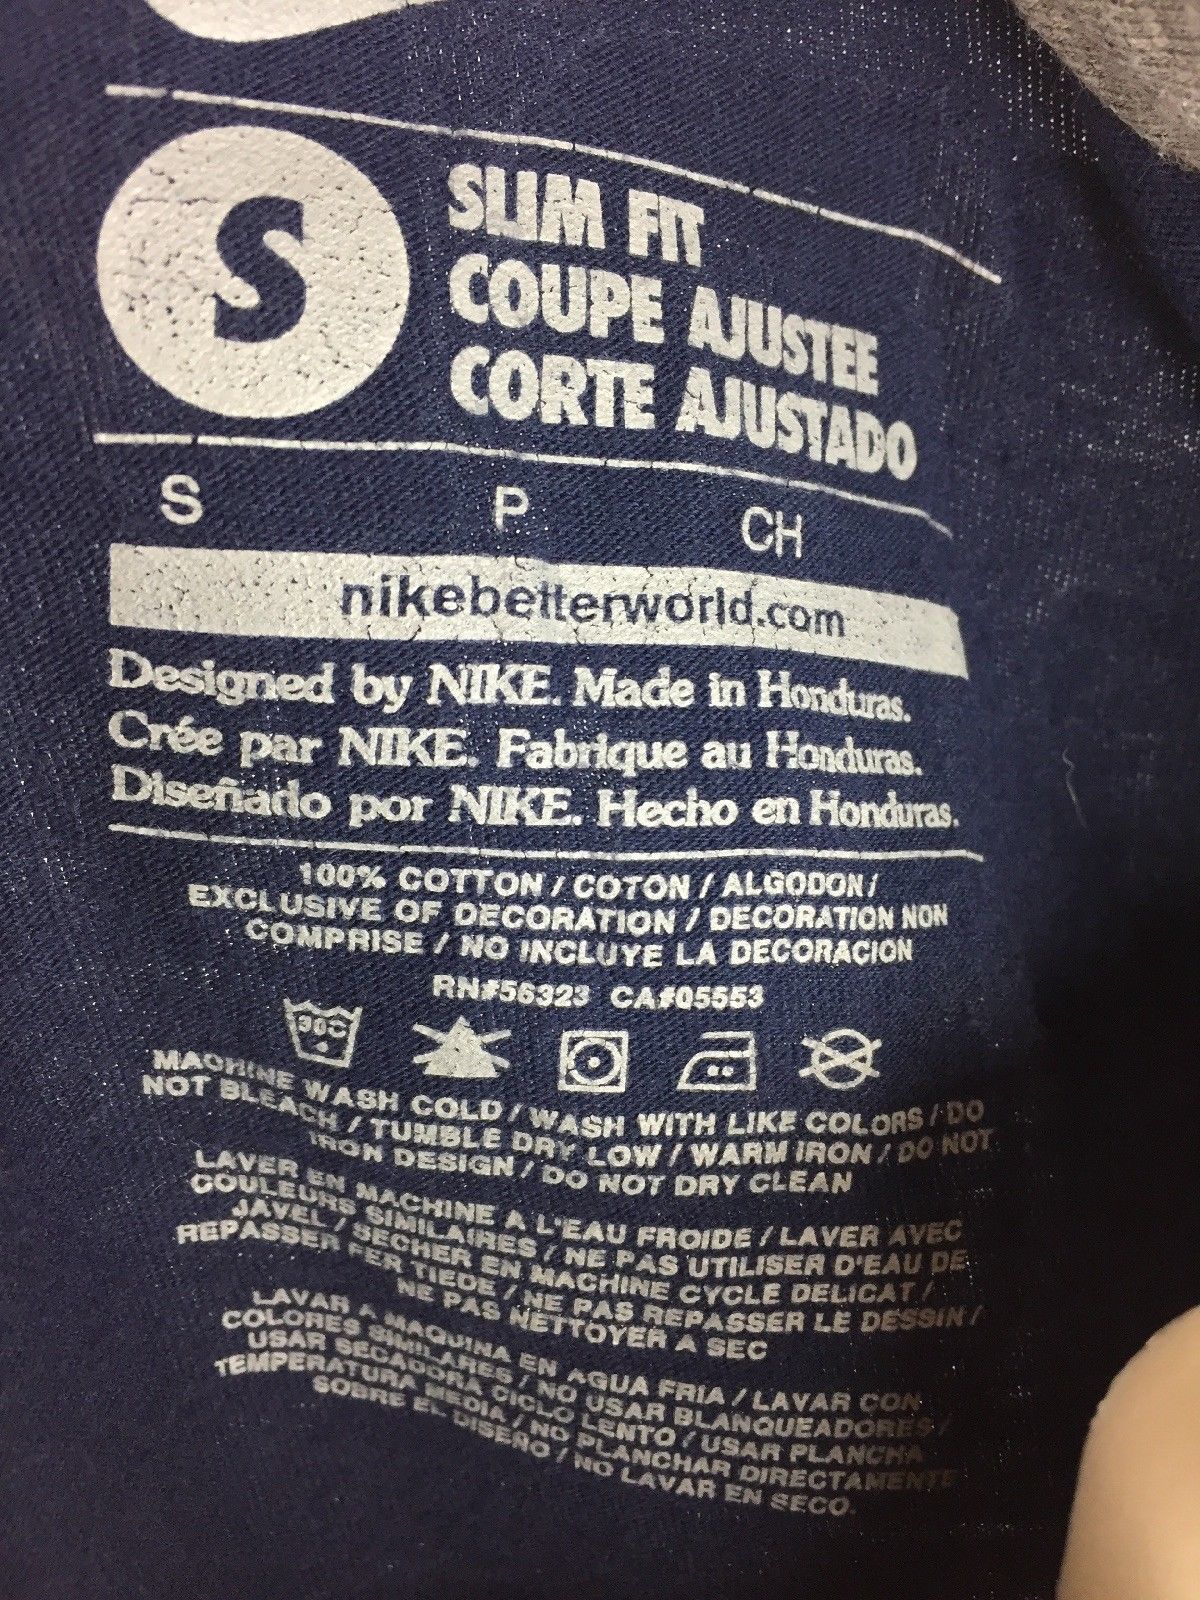 S
SLIM FIT
COUPE AJUSTEE
CORTE AJUSTADO
S P CH
nikebetterworld.com
Designed by NIKE. Made in Honduras.
Crée par NIKE. Fabrique au Honduras.
Diseñado por NIKE. Hecho en Honduras.
100% COTTON / COTON / ALGODON /
EXCLUSIVE OF DECORATION / DECORATION NON
COMPRISE / NO INCLUYE LA DECORACION
RN#56323 CA#05553
30C
MACHINE WASH COLD / WASH WITH LIKE COLORS / DO
NOT BLEACH / TUMBLE DRY LOW / WARM IRON / DO NOT
IRON DESIGN / DO NOT DRY CLEAN
LAVER EN MACHINE A L'EAU FROIDE / LAVER AVEC
COULEURS SIMILAIRES / NE PAS UTILISER D'EAU DE
JAVEL / SECHER EN MACHINE CYCLE DELICAT /
REPASSER FER TIEDE / NE PAS REPASSER LE DESSIN /
NE PAS NETTOYER A SEC
LAVAR A MAQUINA EN AGUA FRIA / LAVAR CON
COLORES SIMILARES / NO USAR BLANQUEADORES /
USAR SECADORA CICLO LENTO / USAR PLANCHA
TEMPERATURA MEDIA / NO PLANCHAR DIRECTAMENTE
SOBRE EL DISENO / NO LAVAR EN SECO.